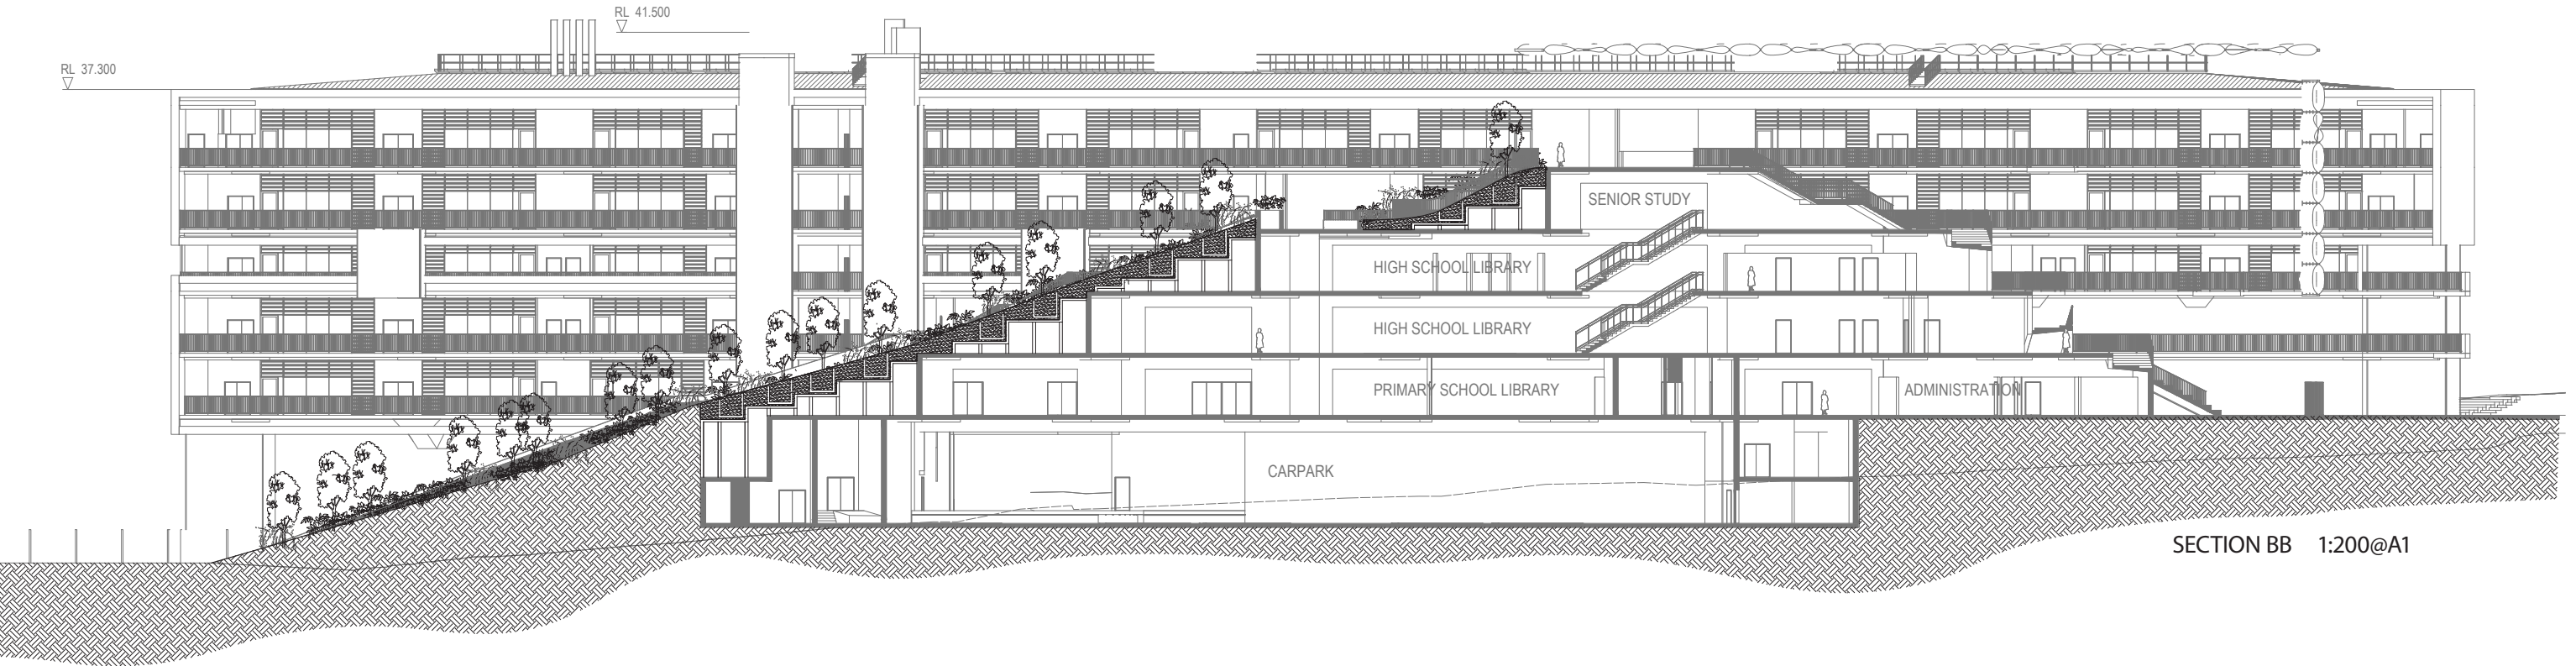 RL 41.500
RL 37.300
SENIOR STUDY
HIGH SCHOOL LIBRARY
HIGH SCHOOL LIBRARY
PRIMARY SCHOOL LIBRARY
ADMINISTRATION
CARPARK
SECTION BB 1:200@A1